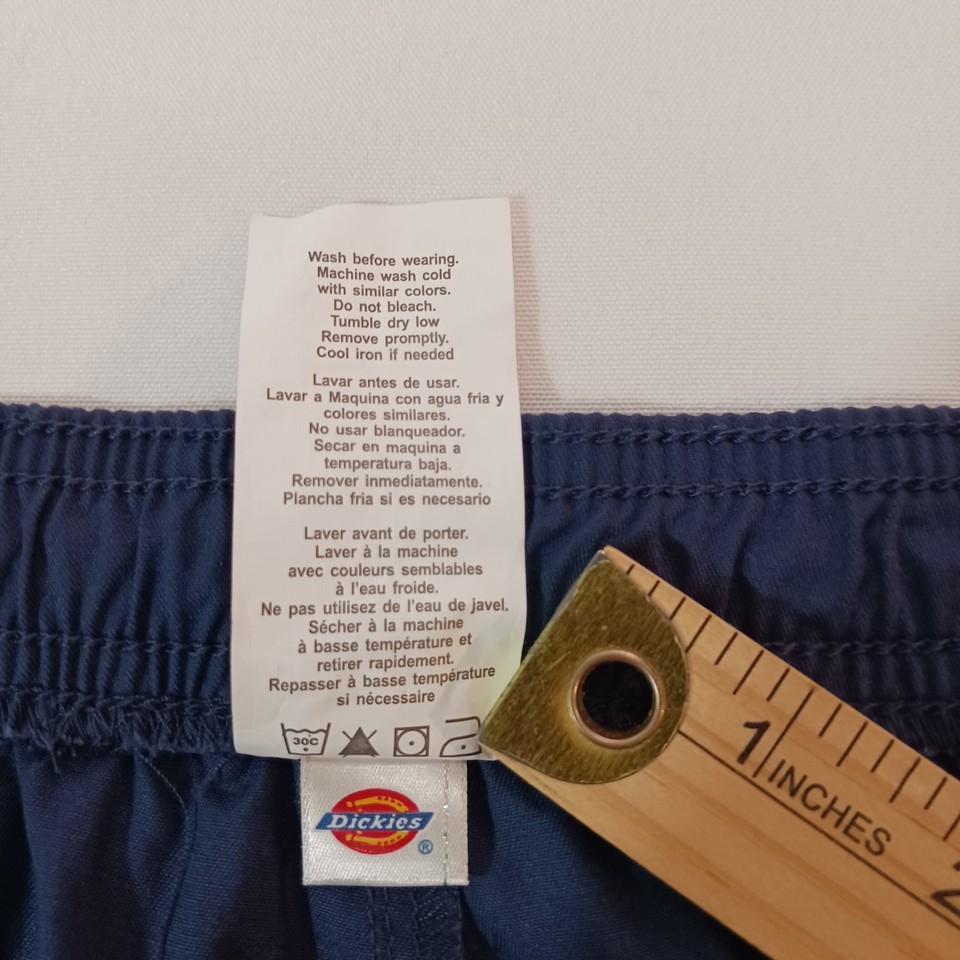 Wash before wearing.
Machine wash cold
with similar colors.
Do not bleach.
Tumble dry low
Remove promptly.
Cool iron if needed
Lavar antes de usar.
Lavar a Maquina con agua fria y
colores similares.
No usar blanqueador.
Secar en maquina a
temperatura baja.
Remover inmediatamente.
Plancha fria si es necesario
Laver avant de porter.
Laver à la machine
avec couleurs semblables
à l'eau froide.
Ne pas utilisez de l'eau de javel.
Sécher à la machine
à basse température et
retirer rapidement.
Repasser à basse température
si nécessaire
30C
Dickies®
1
INCHES
2